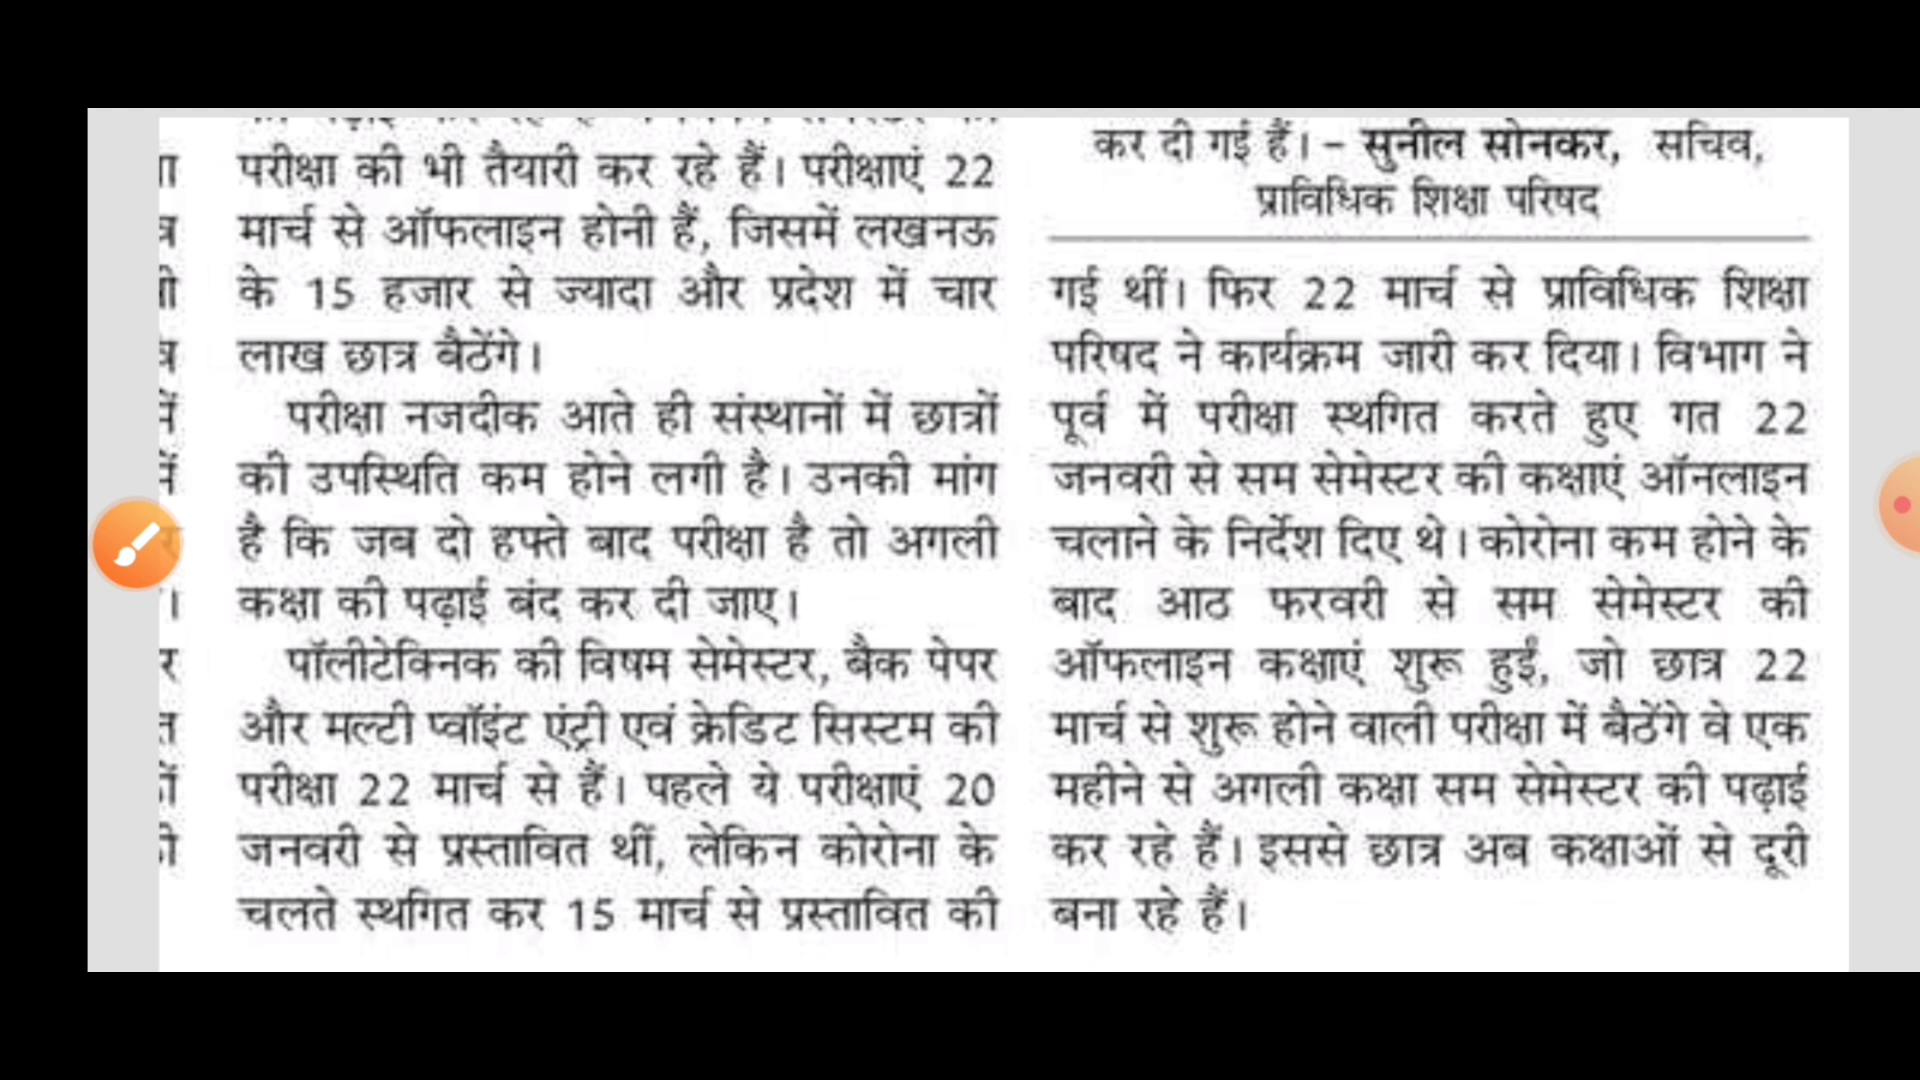 परीक्षा की भी तैयारी कर रहे हैं। परीक्षाएं 22
मार्च से ऑफलाइन होनी हैं, जिसमें लखनऊ
के 15 हजार से ज्यादा और प्रदेश में चार
लाख छात्र बैठेंगे।
परीक्षा नजदीक आते ही संस्थानों में छात्रों
की उपस्थिति कम होने लगी है। उनकी मांग
है कि जब दो हफ्ते बाद परीक्षा है तो अगली
कक्षा की पढ़ाई बंद कर दी जाए।
पॉलीटेक्निक की विषम सेमेस्टर, बैक पेपर
और मल्टी प्वॉइंट एंट्री एवं क्रेडिट सिस्टम की
परीक्षा 22 मार्च से हैं। पहले ये परीक्षाएं 20
जनवरी से प्रस्तावित थीं, लेकिन कोरोना के
चलते स्थगित कर 15 मार्च से प्रस्तावित की
कर दी गई हैं। – सुनील सोनकर, सचिव,
प्राविधिक शिक्षा परिषद
गई थीं। फिर 22 मार्च से प्राविधिक शिक्षा
परिषद ने कार्यक्रम जारी कर दिया। विभाग ने
पूर्व में परीक्षा स्थगित करते हुए गत 22
जनवरी से सम सेमेस्टर की कक्षाएं ऑनलाइन
चलाने के निर्देश दिए थे। कोरोना कम होने के
बाद आठ फरवरी से सम सेमेस्टर की
ऑफलाइन कक्षाएं शुरू हुईं, जो छात्र 22
मार्च से शुरू होने वाली परीक्षा में बैठेंगे वे एक
महीने से अगली कक्षा सम सेमेस्टर की पढ़ाई
कर रहे हैं। इससे छात्र अब कक्षाओं से दूरी
बना रहे हैं।